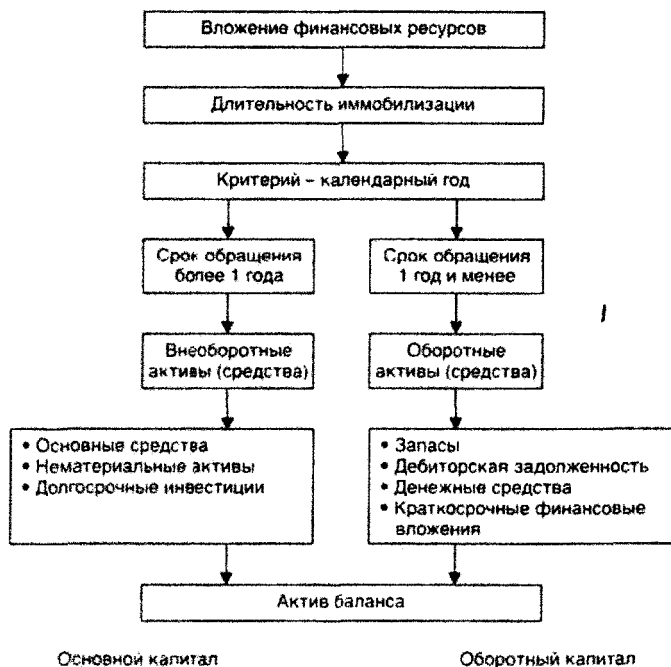 Вложение финансовых ресурсов
Длительность иммобилизации
Критерий – календарный год
Срок обращения
более 1 года
Срок обращения
1 год и менее
Внеоборотные
активы (средства)
Оборотные
активы (средства)
• Основные средства
• Нематериальные активы
• Долгосрочные инвестиции
• Запасы
• Дебиторская задолженность
• Денежные средства
• Краткосрочные финансовые
вложения
Актив баланса
Основной капитал
Оборотный капитал